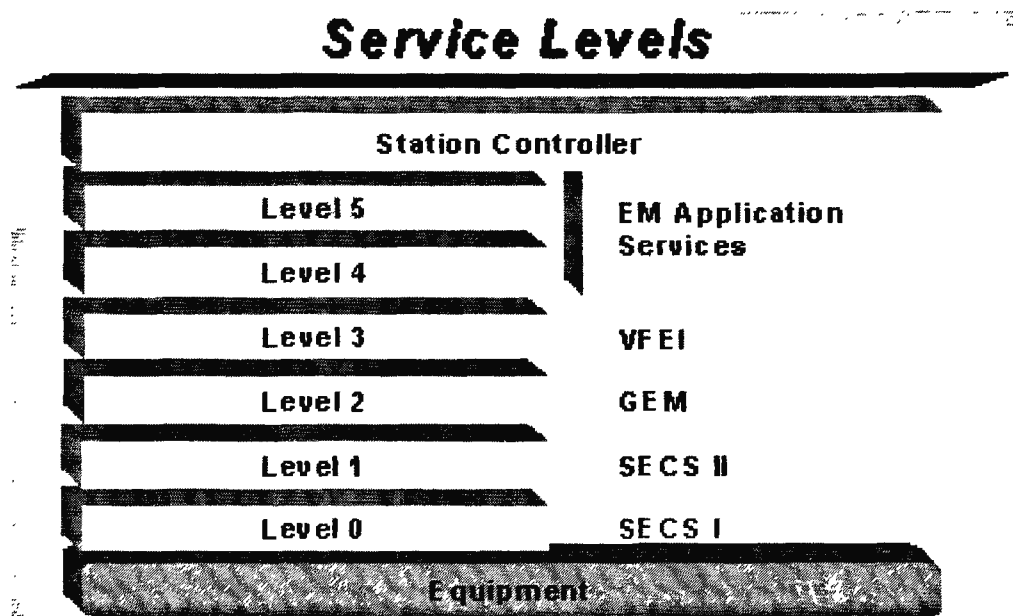 Service Levels
Station Controller
Level 5
EM Application
Services
Level 4
Level 3
VFEI
Level 2
GEM
Level 1
SECS II
Level 0
SECS I
Equipment